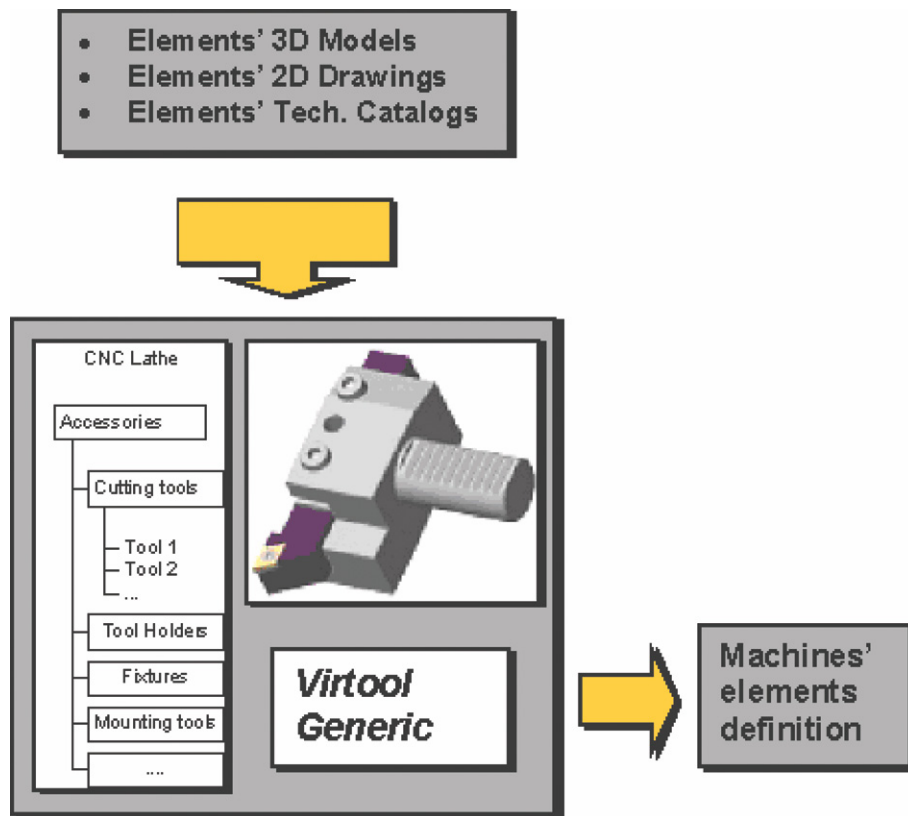 • Elements’ 3D Models
• Elements’ 2D Drawings
• Elements’ Tech. Catalogs
CNC Lathe
Accessories
Cutting tools
Tool 1
Tool 2
...
Tool Holders
Fixtures
Mounting tools
....
Virtool
Generic
Machines’
elements
definition